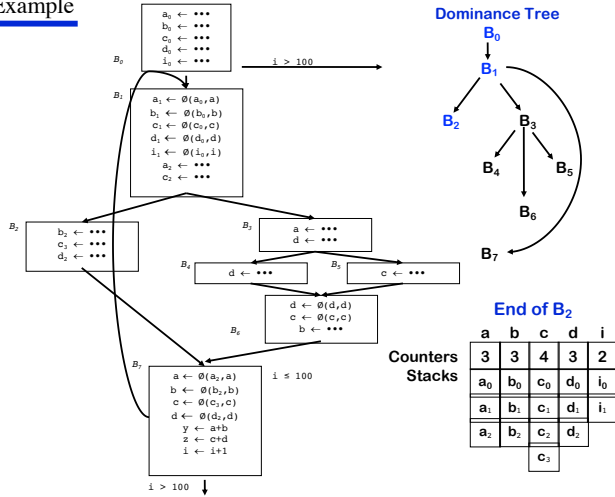 Example
B₀
a₀ ← •••
b₀ ← •••
c₀ ← •••
d₀ ← •••
i₀ ← •••
i > 100
B₁
a₁ ← Ø(a₀,a)
b₁ ← Ø(b₀,b)
c₁ ← Ø(c₀,c)
d₁ ← Ø(d₀,d)
i₁ ← Ø(i₀,i)
a₂ ← •••
c₂ ← •••
B₂
b₂ ← •••
c₃ ← •••
d₂ ← •••
B₃
a ← •••
d ← •••
B₄
d ← •••
B₅
c ← •••
B₆
d ← Ø(d,d)
c ← Ø(c,c)
b ← •••
B₇
a ← Ø(a₂,a)
b ← Ø(b₂,b)
c ← Ø(c₃,c)
d ← Ø(d₂,d)
y ← a+b
z ← c+d
i ← i+1
i ≤ 100
i > 100
Dominance Tree
B₀
B₁
B₂ B₃
B₄ B₅
B₆
B₇
End of B₂
a b c d i
Counters 3 3 4 3 2
Stacks a₀ b₀ c₀ d₀ i₀
a₁ b₁ c₁ d₁ i₁
a₂ b₂ c₂ d₂
c₃